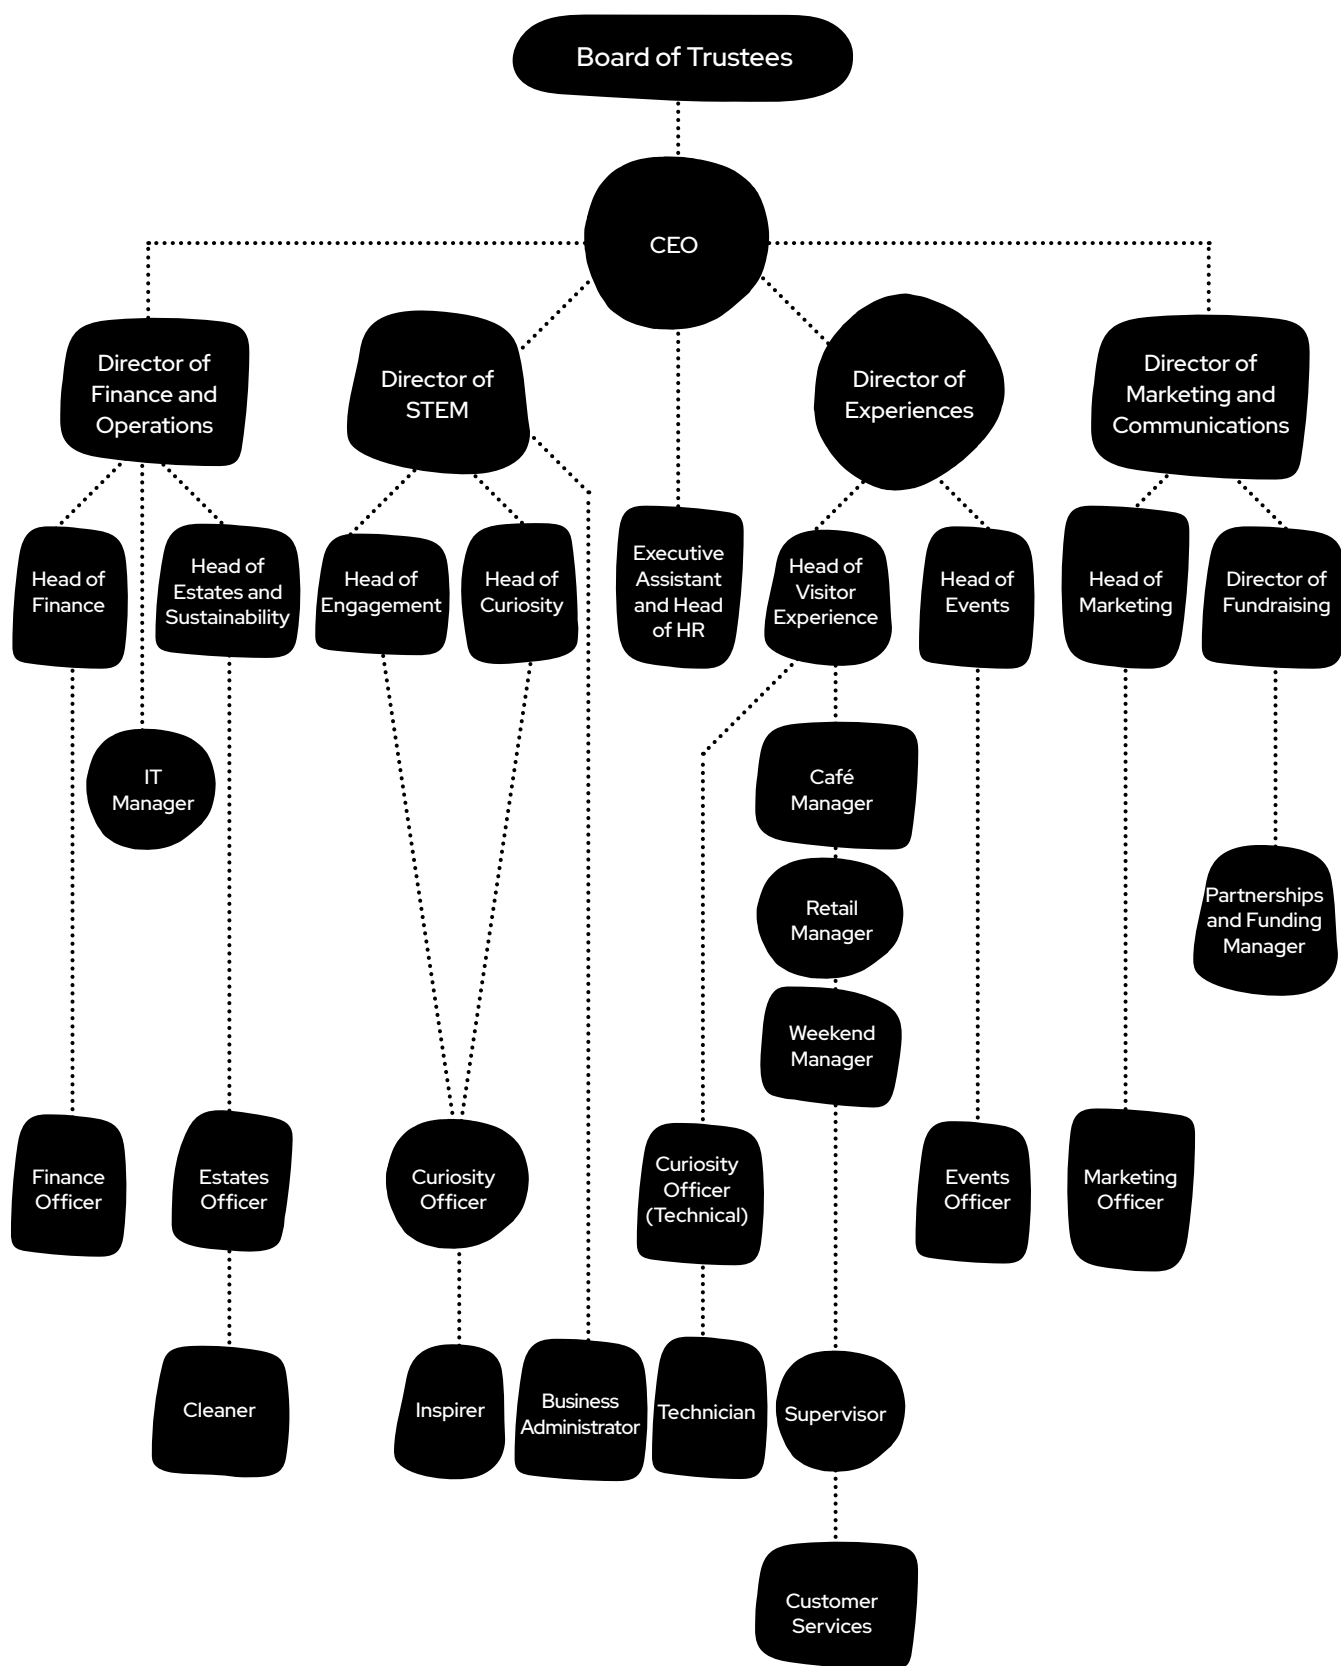 Board of Trustees
CEO
Director of
Finance and
Operations
Director of
STEM
Director of
Experiences
Director of
Marketing and
Communications
Head of
Finance
Head of
Estates and
Sustainability
Head of
Engagement
Head of
Curiosity
Executive
Assistant
and Head
of HR
Head of
Visitor
Experience
Head of
Events
Head of
Marketing
Director of
Fundraising
IT
Manager
Café
Manager
Retail
Manager
Partnerships
and Funding
Manager
Weekend
Manager
Finance
Officer
Estates
Officer
Curiosity
Officer
Curiosity
Officer
(Technical)
Events
Officer
Marketing
Officer
Cleaner
Inspirer
Business
Administrator
Technician
Supervisor
Customer
Services